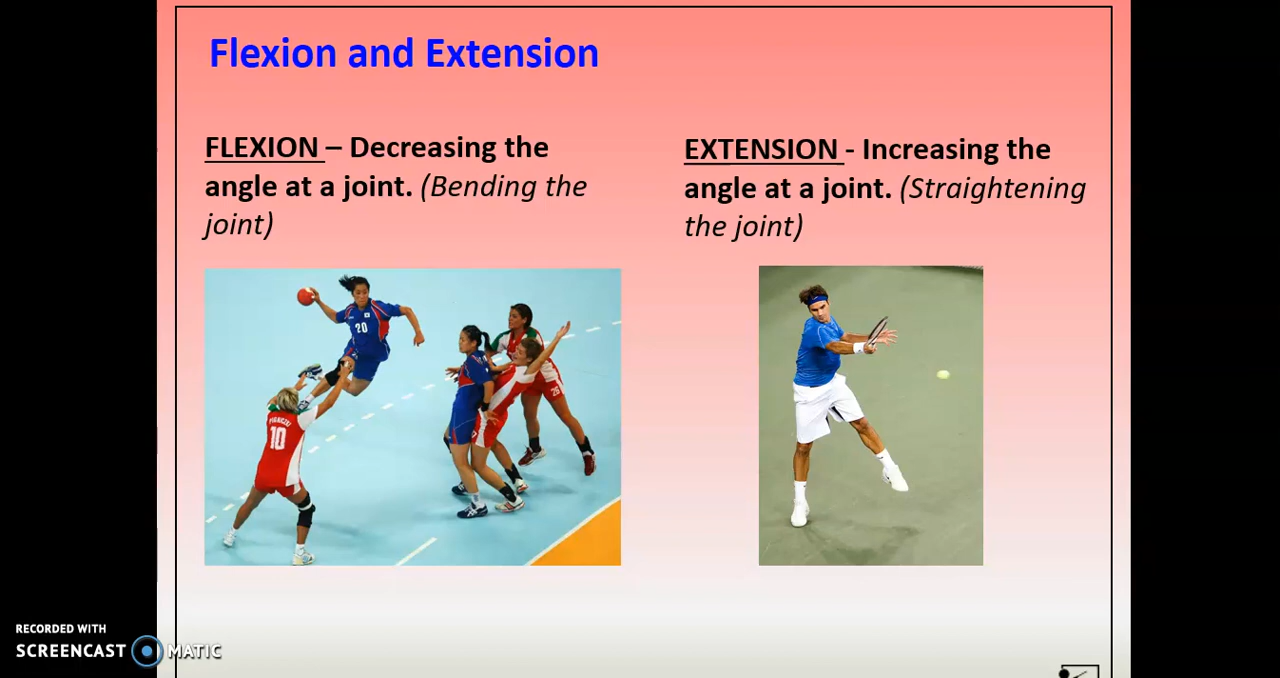 Flexion and Extension
FLEXION – Decreasing the
angle at a joint. (Bending the
joint)
EXTENSION - Increasing the
angle at a joint. (Straightening
the joint)
20
10
RECORDED WITH
SCREENCAST MATIC